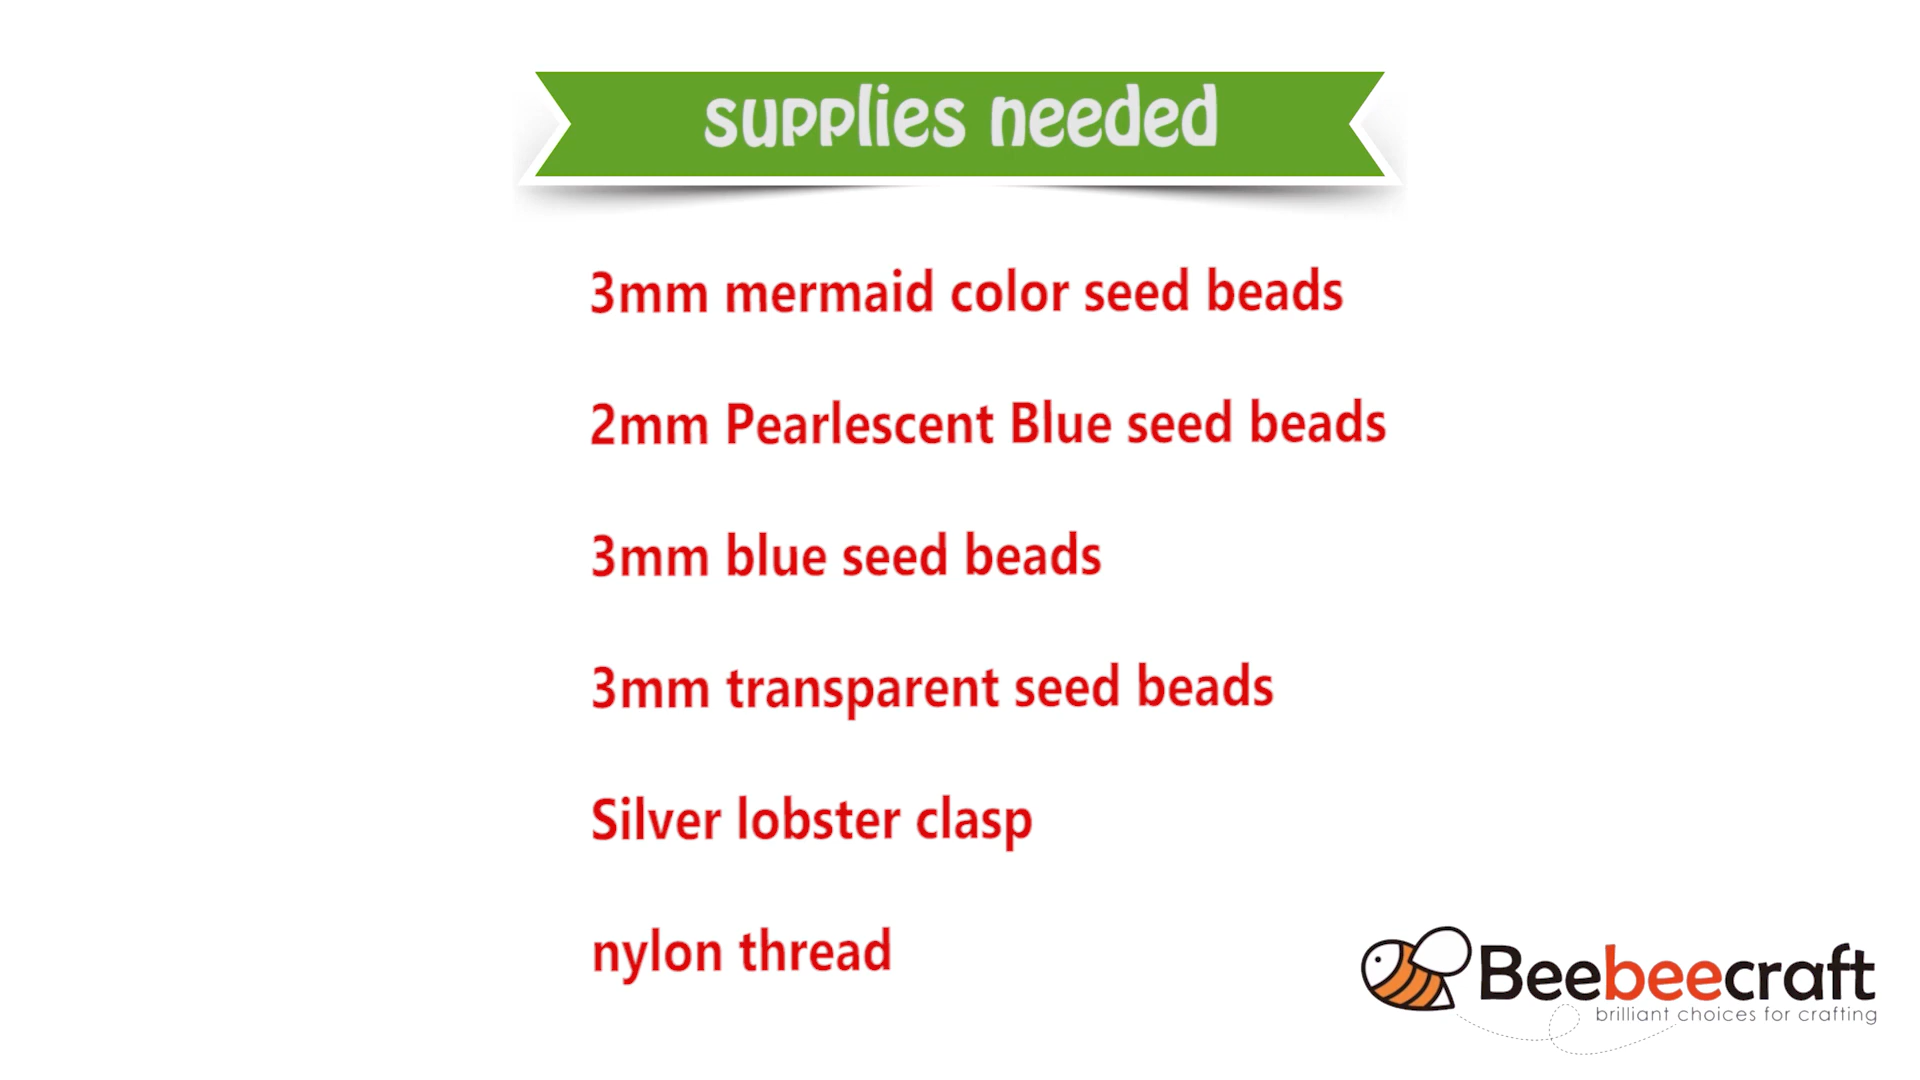 supplies needed
3mm mermaid color seed beads
2mm Pearlescent Blue seed beads
3mm blue seed beads
3mm transparent seed beads
Silver lobster clasp
nylon thread
Beebeecraft
brilliant choices for crafting